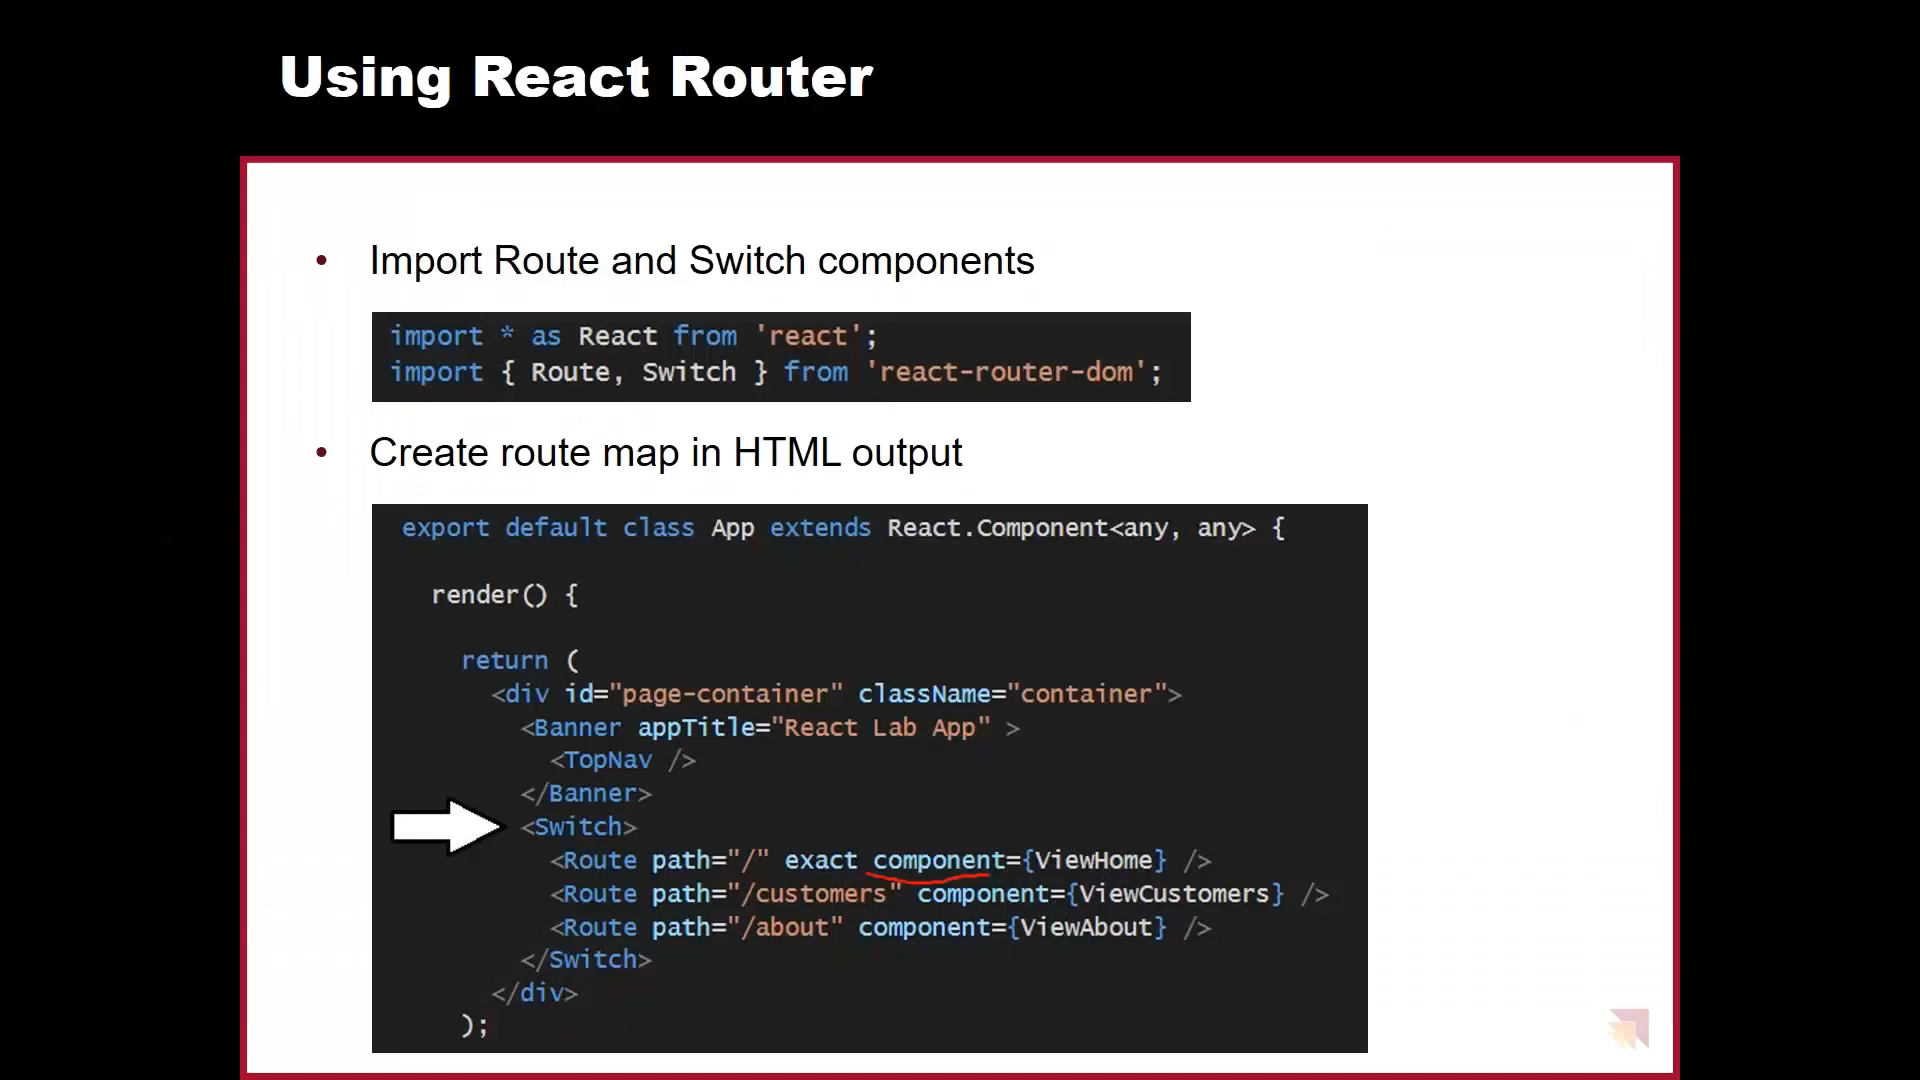 Using React Router
• Import Route and Switch components
import * as React from 'react';
import { Route, Switch } from 'react-router-dom';
• Create route map in HTML output
export default class App extends React.Component<any, any> {
render() {
return (
<div id="page-container" className="container">
<Banner appTitle="React Lab App" >
<TopNav />
</Banner>
<Switch>
<Route path="/" exact component={ViewHome} />
<Route path="/customers" component={ViewCustomers} />
<Route path="/about" component={ViewAbout} />
</Switch>
</div>
);